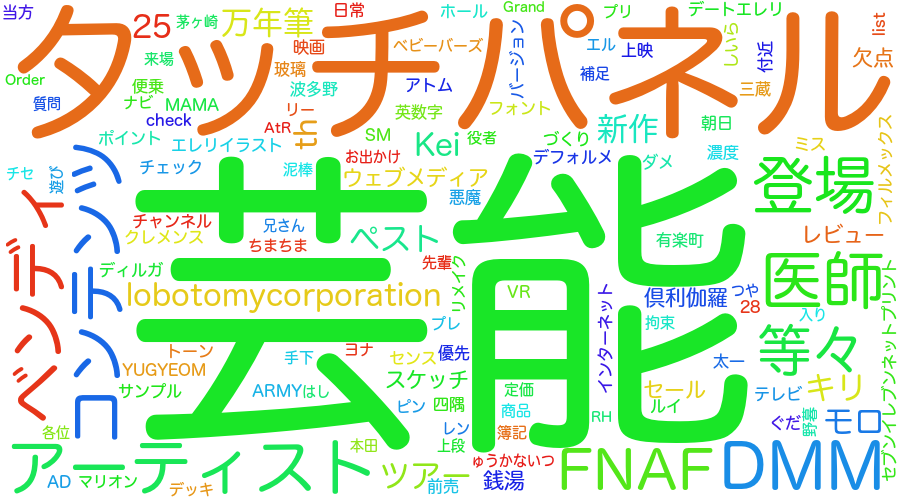 当方
茅ヶ崎
万年筆
日常
ホール
Grand
プリ
デートエレリ
list
タッチパネル
25
来場
映画
ベビーバーズ
バージョン
エル
上映
しいら
付近
欠点
Order
便乗
玻璃
アトム
補足
三蔵
質問
ナビ
MAMA
波多野
英数字
フォント
check
リー
AtR
th
SM
Kei
役者
づくり
新作
朝日
ポイント
エレリイラスト
ミス
フィルメックス
チセ
遊び
コンテンツ
チェック
泥棒
お出かけ
ウェブメディア
デフォルメ
ダメ
濃度
登場
ベンディ
悪魔
芸能
チャンネル
兄さん
クレメンス
ちまちま
ペスト
有楽町
レビュー
ディルガ
先輩
リメイク
lobotomycorporation
VR
インターネット
倶利伽羅
つや
28
医師
入り
セブンイレブンネットプリント
プレ
拘束
トーン
ヨナ
手下
センス
優先
太一
等々
YUGYEOM
サンプル
ARMY
はし
スケッチ
定価
セール
テレビ
キリ
ピン
四隅
商品
RH
ルイ
ぐだ
野暮
モロ
各位
レン
簿記
本田
上段
アーティスト
ゅうかないつ
AD
マリオン
デッキ
ツアー
前売
銭湯
FNAF
DMM